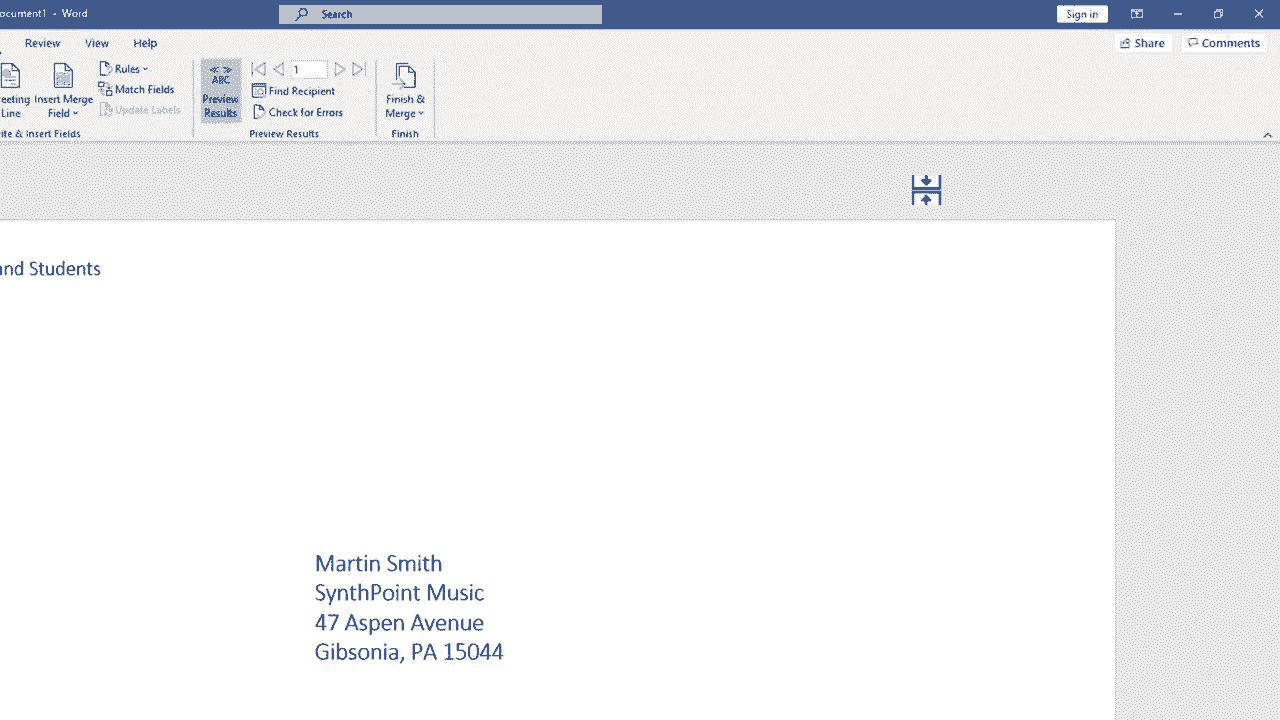 ocument1 - Word
Search
Sign in
Review View Help
Share
Comments
eeting
Line
Insert Merge
Field
Rules
Match Fields
Update Labels
ite & Insert Fields
ABC
Preview
Results
1
Find Recipient
Check for Errors
Preview Results
Finish &
Merge
Finish
and Students
Martin Smith
SynthPoint Music
47 Aspen Avenue
Gibsonia, PA 15044